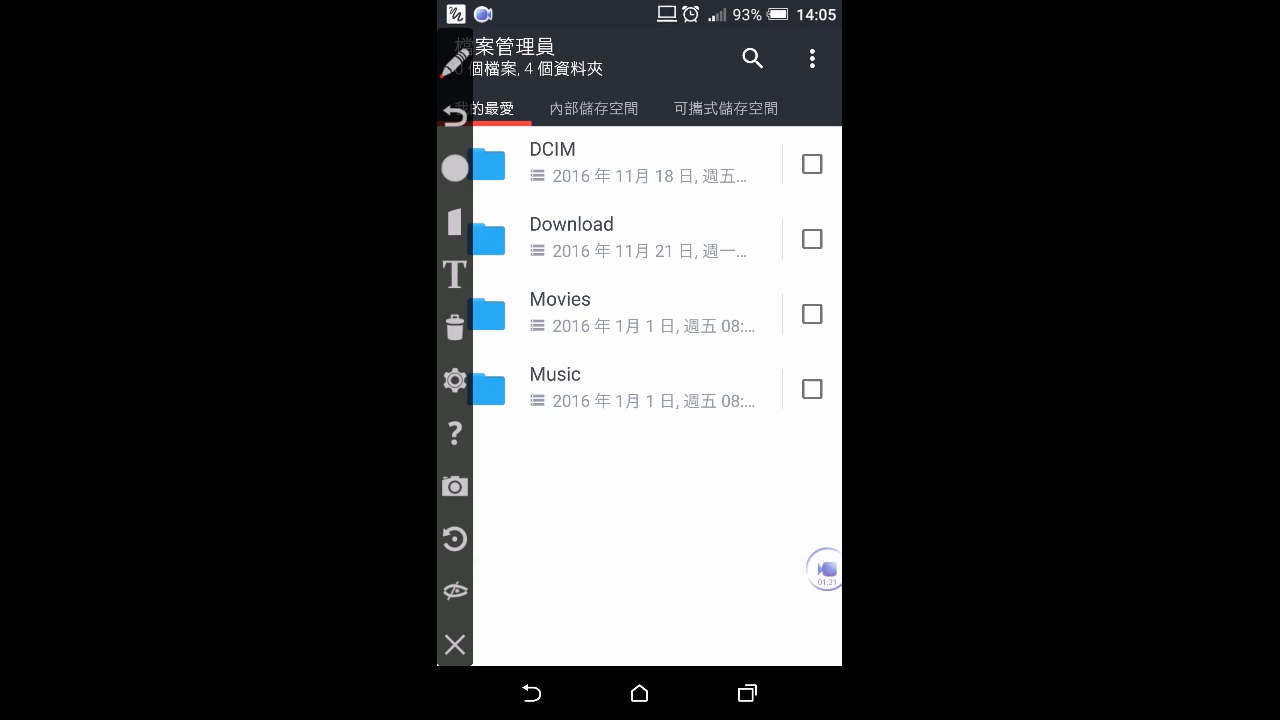 93% 14:05
檔案管理員
個檔案, 4 個資料夾
我的最愛 內部儲存空間 可攜式儲存空間
DCIM
2016 年 11月 18 日, 週五...
Download
2016 年 11月 21 日, 週一...
Movies
2016 年 1月 1 日, 週五 08:...
Music
2016 年 1月 1 日, 週五 08:...
T
?
01:31